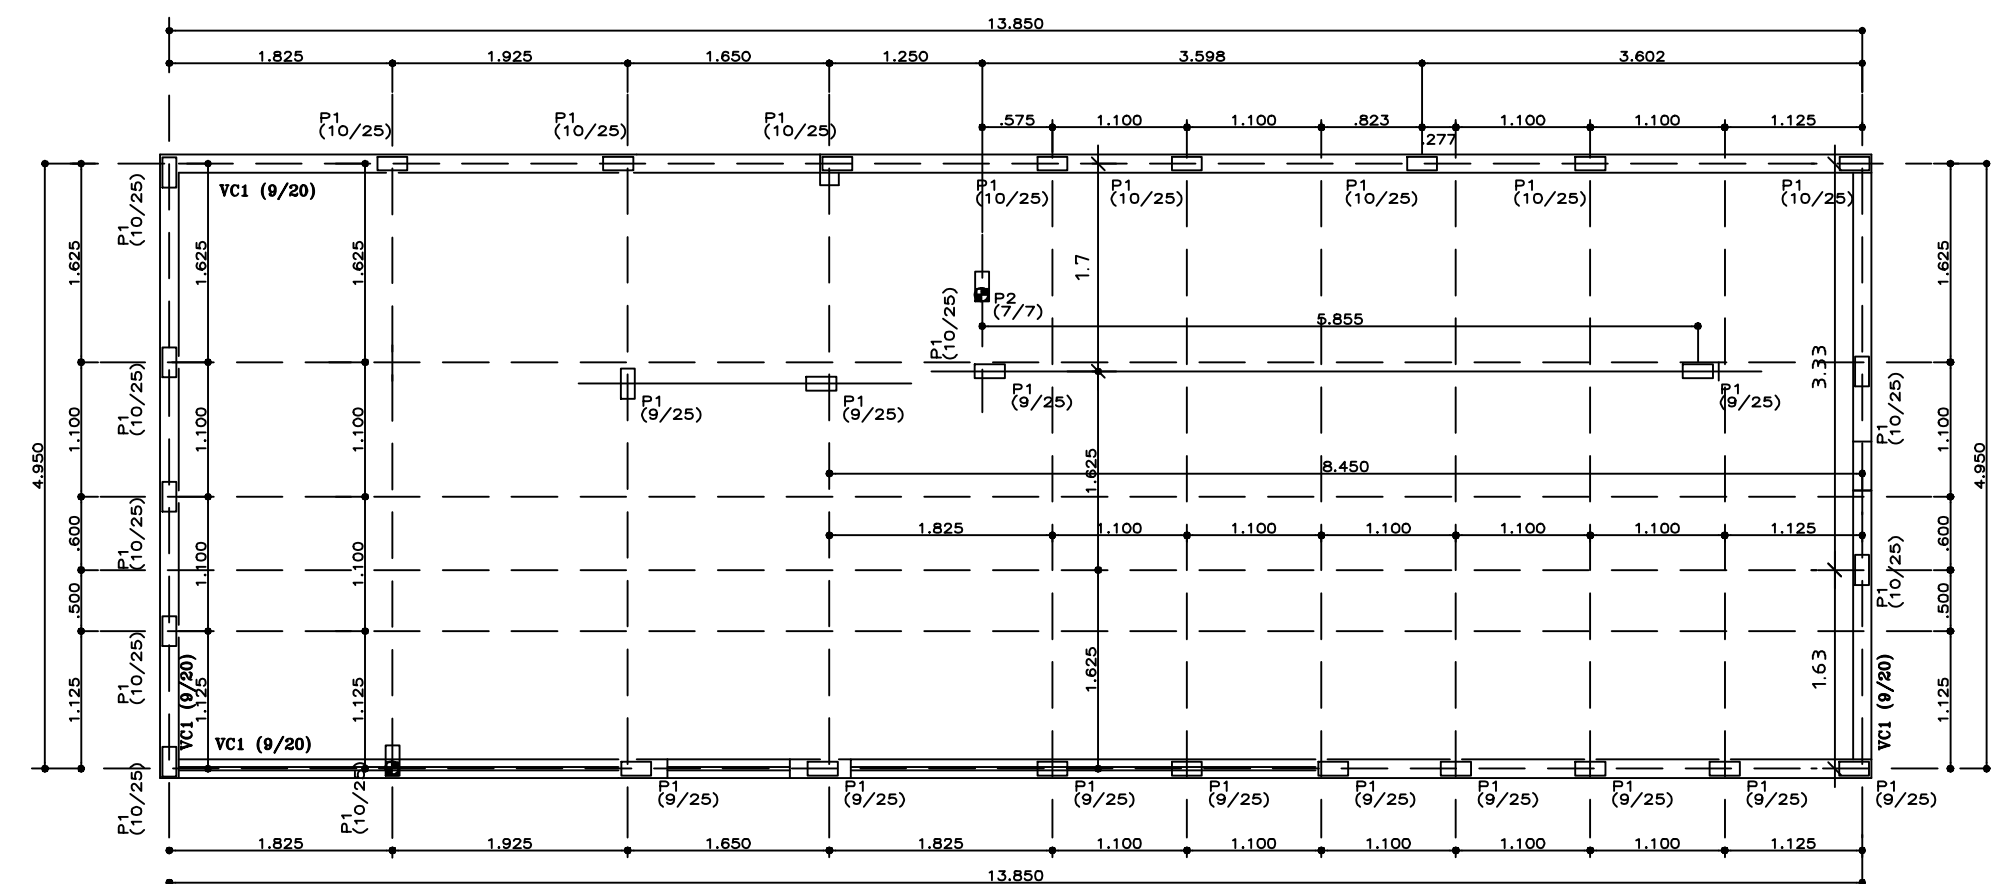 13.850
1.825 1.925 1.650 1.250 3.598 3.602
P1 P1 P1
(10/25) (10/25) (10/25)
.575 1.100 1.100 .823 1.100 1.100 1.125
.277
VC1 (9/20)
P1 P1 P1 P1 P1
(10/25) (10/25) (10/25) (10/25) (10/25)
P1
(10/25)
1.625
1.625
1.625
1.7
1.625
P1
(10/25)
P2
(7/7)
5.855
3.33
P1
(10/25)
P1
(9/25)
P1
(9/25)
P1
(9/25)
P1
(9/25)
P1
(10/25)
4.950
1.100
1.100
1.100
1.100
4.950
1.625
8.450
P1
(10/25)
.600
1.825 1.100 1.100 1.100 1.100 1.100 1.125
.600
1.100
1.100
P1
(10/25)
.500
.500
P1
(10/25)
1.125
VC1 (9/20)
1.125
1.125
1.625
1.63
VC1 (9/20)
1.125
VC1 (9/20)
P1
(10/25)
P1
(10/25)
P1 P1 P1 P1 P1 P1 P1 P1 P1
(9/25) (9/25) (9/25) (9/25) (9/25) (9/25) (9/25) (9/25) (9/25)
1.825 1.925 1.650 1.825 1.100 1.100 1.100 1.100 1.100 1.125
13.850